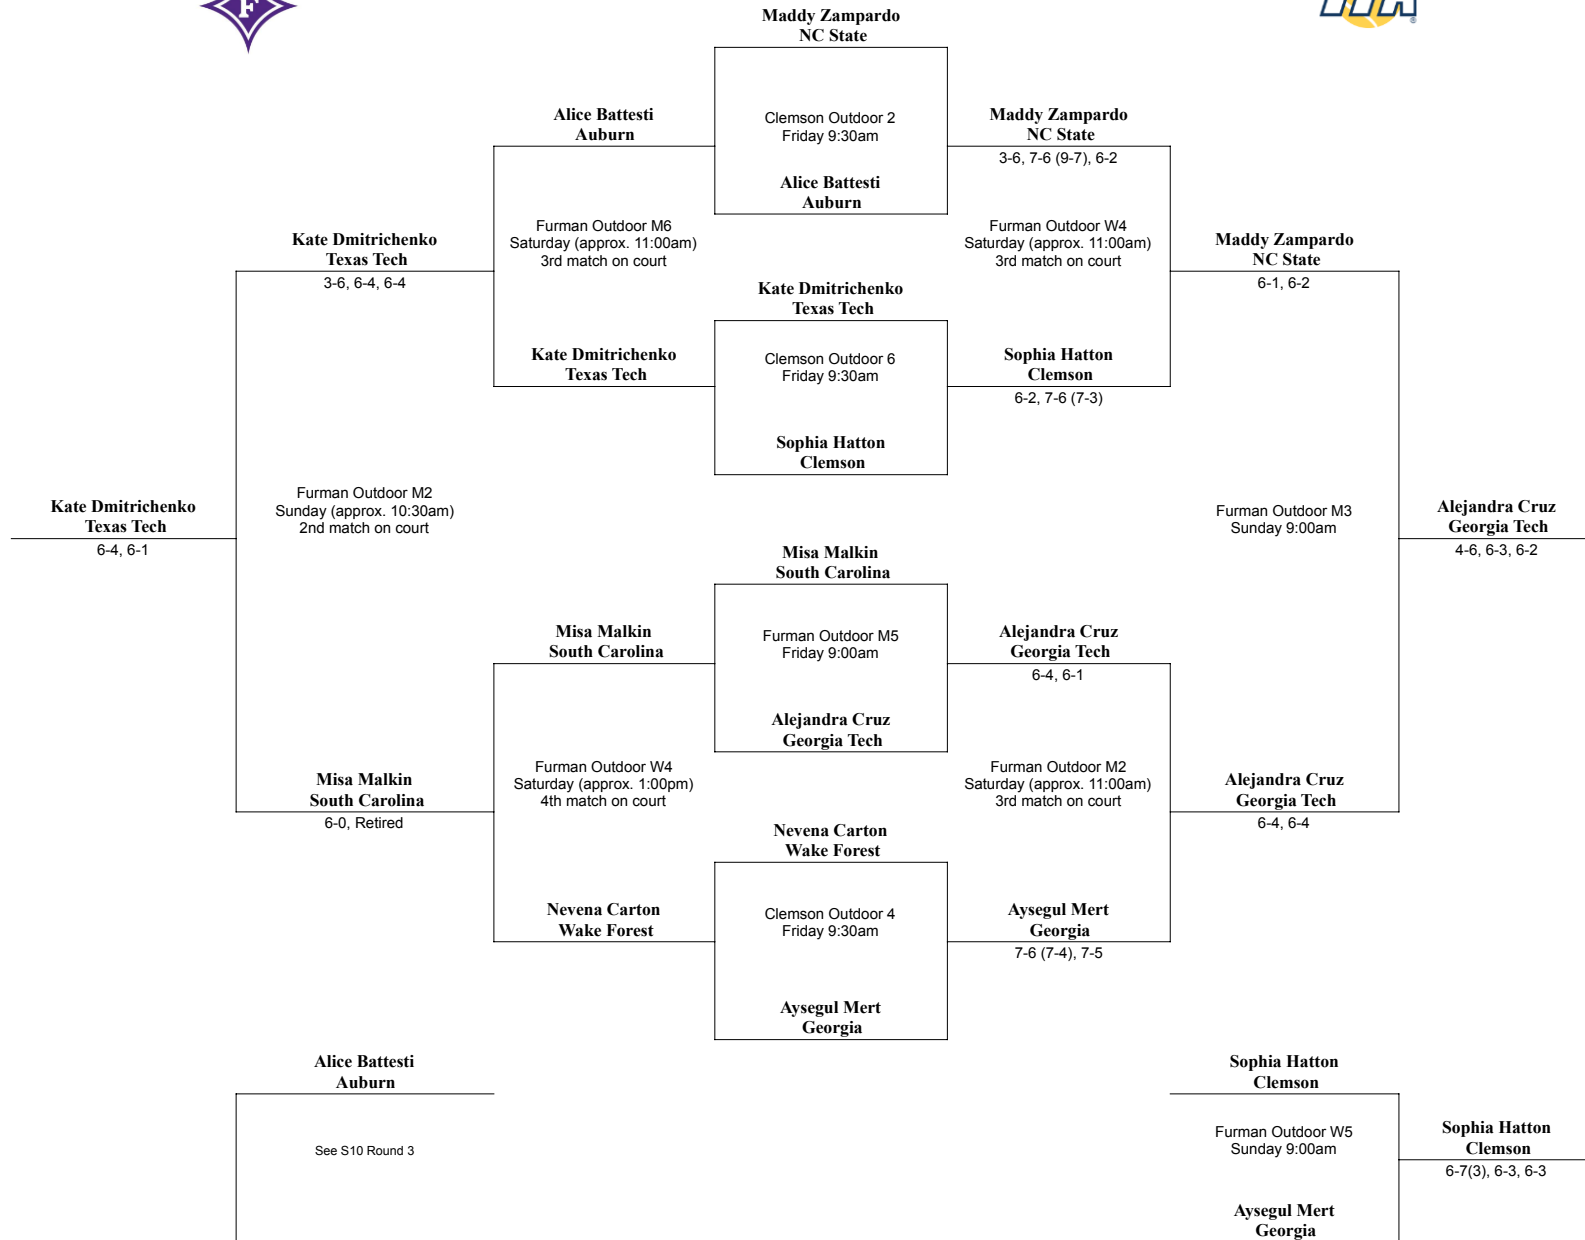 F
Maddy Zampardo
NC State
Alice Battesti
Auburn
Clemson Outdoor 2
Friday 9:30am
Maddy Zampardo
NC State
3-6, 7-6 (9-7), 6-2
Alice Battesti
Auburn
Kate Dmitrichenko
Texas Tech
3-6, 6-4, 6-4
Furman Outdoor M6
Saturday (approx. 11:00am)
3rd match on court
Furman Outdoor W4
Saturday (approx. 11:00am)
3rd match on court
Maddy Zampardo
NC State
6-1, 6-2
Kate Dmitrichenko
Texas Tech
Kate Dmitrichenko
Texas Tech
Clemson Outdoor 6
Friday 9:30am
Sophia Hatton
Clemson
6-2, 7-6 (7-3)
Sophia Hatton
Clemson
Kate Dmitrichenko
Texas Tech
6-4, 6-1
Furman Outdoor M2
Sunday (approx. 10:30am)
2nd match on court
Furman Outdoor M3
Sunday 9:00am
Alejandra Cruz
Georgia Tech
4-6, 6-3, 6-2
Misa Malkin
South Carolina
Misa Malkin
South Carolina
Furman Outdoor M5
Friday 9:00am
Alejandra Cruz
Georgia Tech
6-4, 6-1
Alejandra Cruz
Georgia Tech
Misa Malkin
South Carolina
6-0, Retired
Furman Outdoor W4
Saturday (approx. 1:00pm)
4th match on court
Furman Outdoor M2
Saturday (approx. 11:00am)
3rd match on court
Alejandra Cruz
Georgia Tech
6-4, 6-4
Nevena Carton
Wake Forest
Nevena Carton
Wake Forest
Clemson Outdoor 4
Friday 9:30am
Aysegul Mert
Georgia
7-6 (7-4), 7-5
Aysegul Mert
Georgia
Alice Battesti
Auburn
See S10 Round 3
Sophia Hatton
Clemson
Furman Outdoor W5
Sunday 9:00am
Sophia Hatton
Clemson
6-7(3), 6-3, 6-3
Aysegul Mert
Georgia